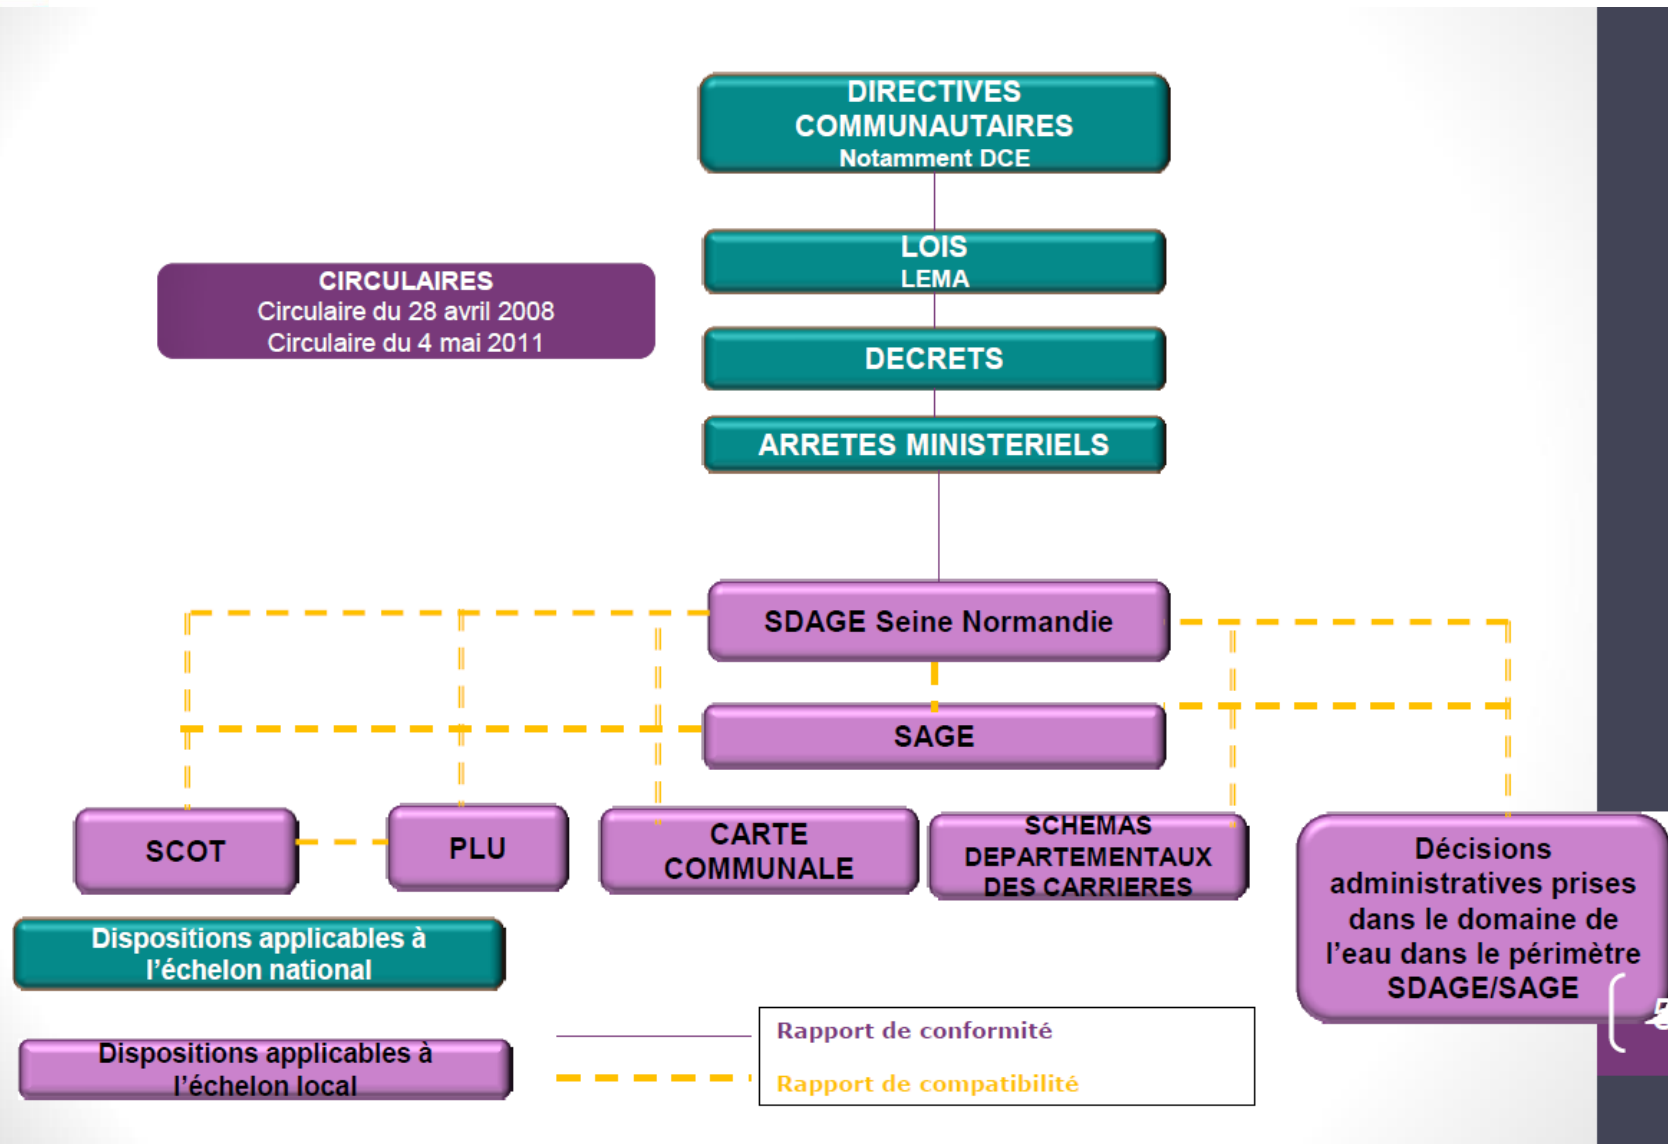 DIRECTIVES
COMMUNAUTAIRES
Notamment DCE
LOIS
LEMA
CIRCULAIRES
Circulaire du 28 avril 2008
Circulaire du 4 mai 2011
DECRETS
ARRETES MINISTERIELS
SDAGE Seine Normandie
SAGE
SCOT
PLU
CARTE
COMMUNALE
SCHEMAS
DEPARTEMENTAUX
DES CARRIERES
Décisions
administratives prises
dans le domaine de
l'eau dans le périmètre
SDAGE/SAGE
Dispositions applicables à
l'échelon national
Dispositions applicables à
l'échelon local
Rapport de conformité
Rapport de compatibilité